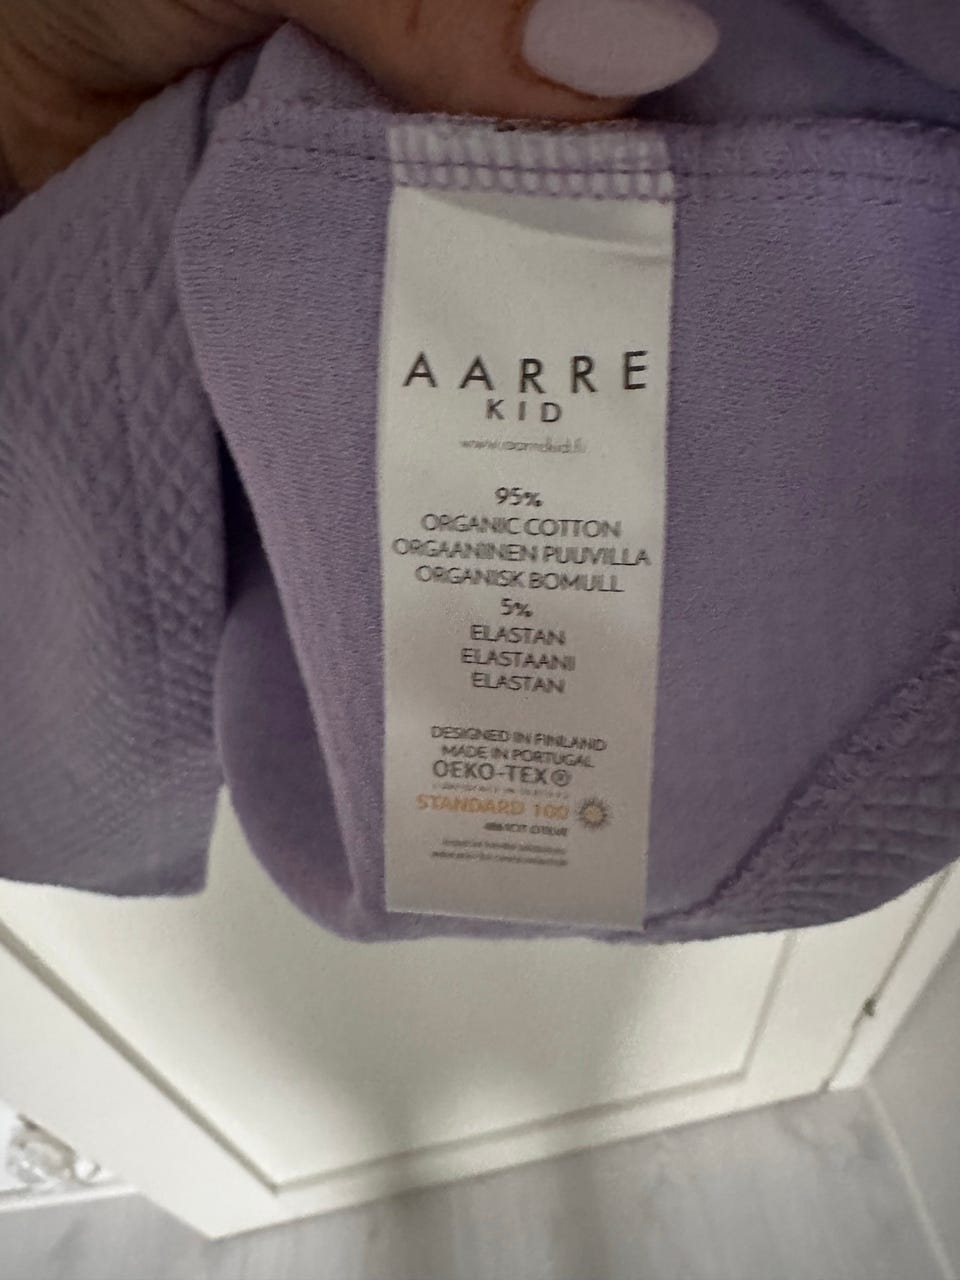 AARRE
KID
95%
ORGANIC COTTON
ORGAANINEN PUUVILLA
ORGANISK BOMULL
5%
ELASTAN
ELASTAANI
ELASTAN
DESIGNED IN FINLAND
MADE IN PORTUGAL
OEKO-TEX®
STANDARD 100